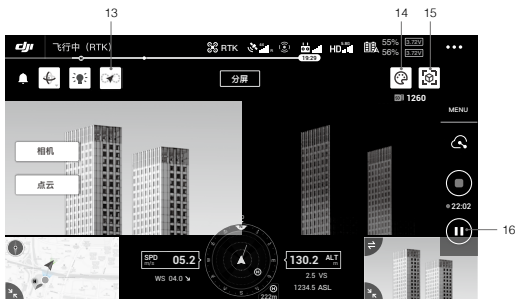 13
14
15
dji 飞行中 (RTK) RTK HD 55% 3.72V
56% 3.72V
19:29
分屏
1260
MENU
相机
点云
22:02
16
SPD
m/z 05.2 130.2 ALT
m
WS 04.0 2.5 VS
1234.5 ASL
222m